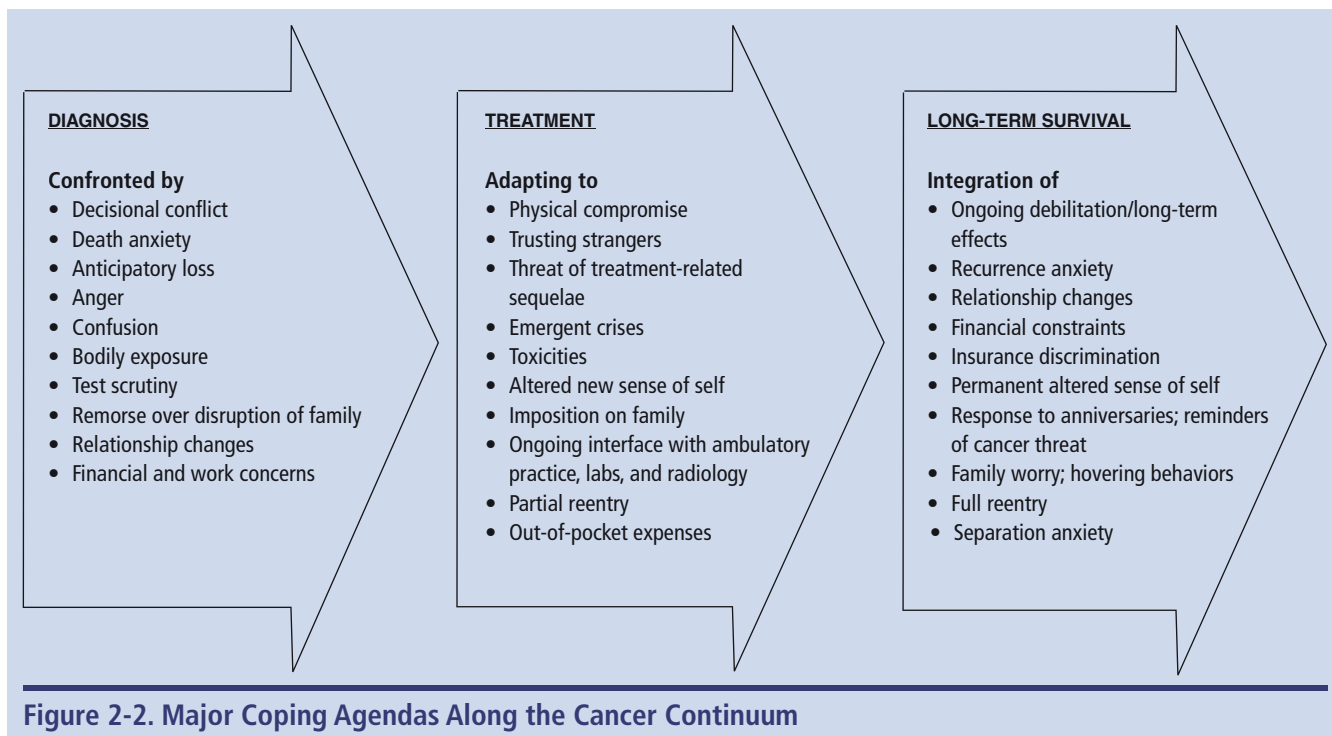 DIAGNOSIS
Confronted by
• Decisional conflict
• Death anxiety
• Anticipatory loss
• Anger
• Confusion
• Bodily exposure
• Test scrutiny
• Remorse over disruption of family
• Relationship changes
• Financial and work concerns
TREATMENT
Adapting to
• Physical compromise
• Trusting strangers
• Threat of treatment-related
sequelae
• Emergent crises
• Toxicities
• Altered new sense of self
• Imposition on family
• Ongoing interface with ambulatory
practice, labs, and radiology
• Partial reentry
• Out-of-pocket expenses
LONG-TERM SURVIVAL
Integration of
• Ongoing debilitation/long-term
effects
• Recurrence anxiety
• Relationship changes
• Financial constraints
• Insurance discrimination
• Permanent altered sense of self
• Response to anniversaries; reminders
of cancer threat
• Family worry; hovering behaviors
• Full reentry
• Separation anxiety
Figure 2-2. Major Coping Agendas Along the Cancer Continuum